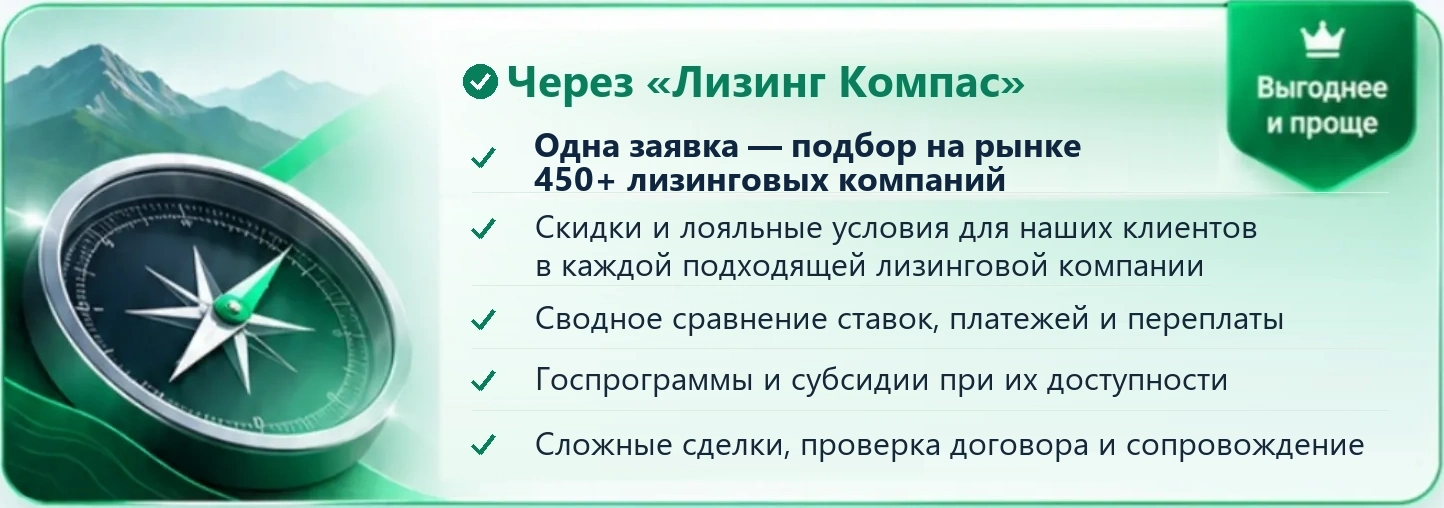 Выгоднее
и проще
Через «Лизинг Компас»
Одна заявка — подбор на рынке
450+ лизинговых компаний
Скидки и лояльные условия для наших клиентов
в каждой подходящей лизинговой компании
Сводное сравнение ставок, платежей и переплаты
Госпрограммы и субсидии при их доступности
Сложные сделки, проверка договора и сопровождение